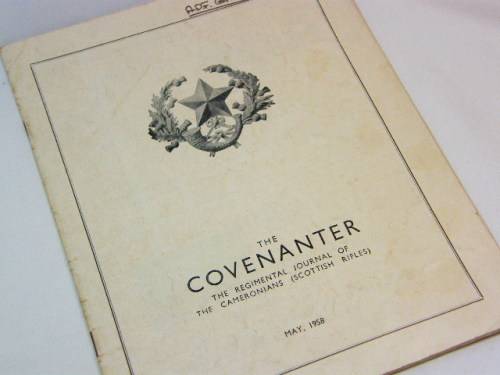 THE
COVENANTER
THE REGIMENTAL JOURNAL OF
THE CAMERONIANS (SCOTTISH RIFLES)
MAY, 1958